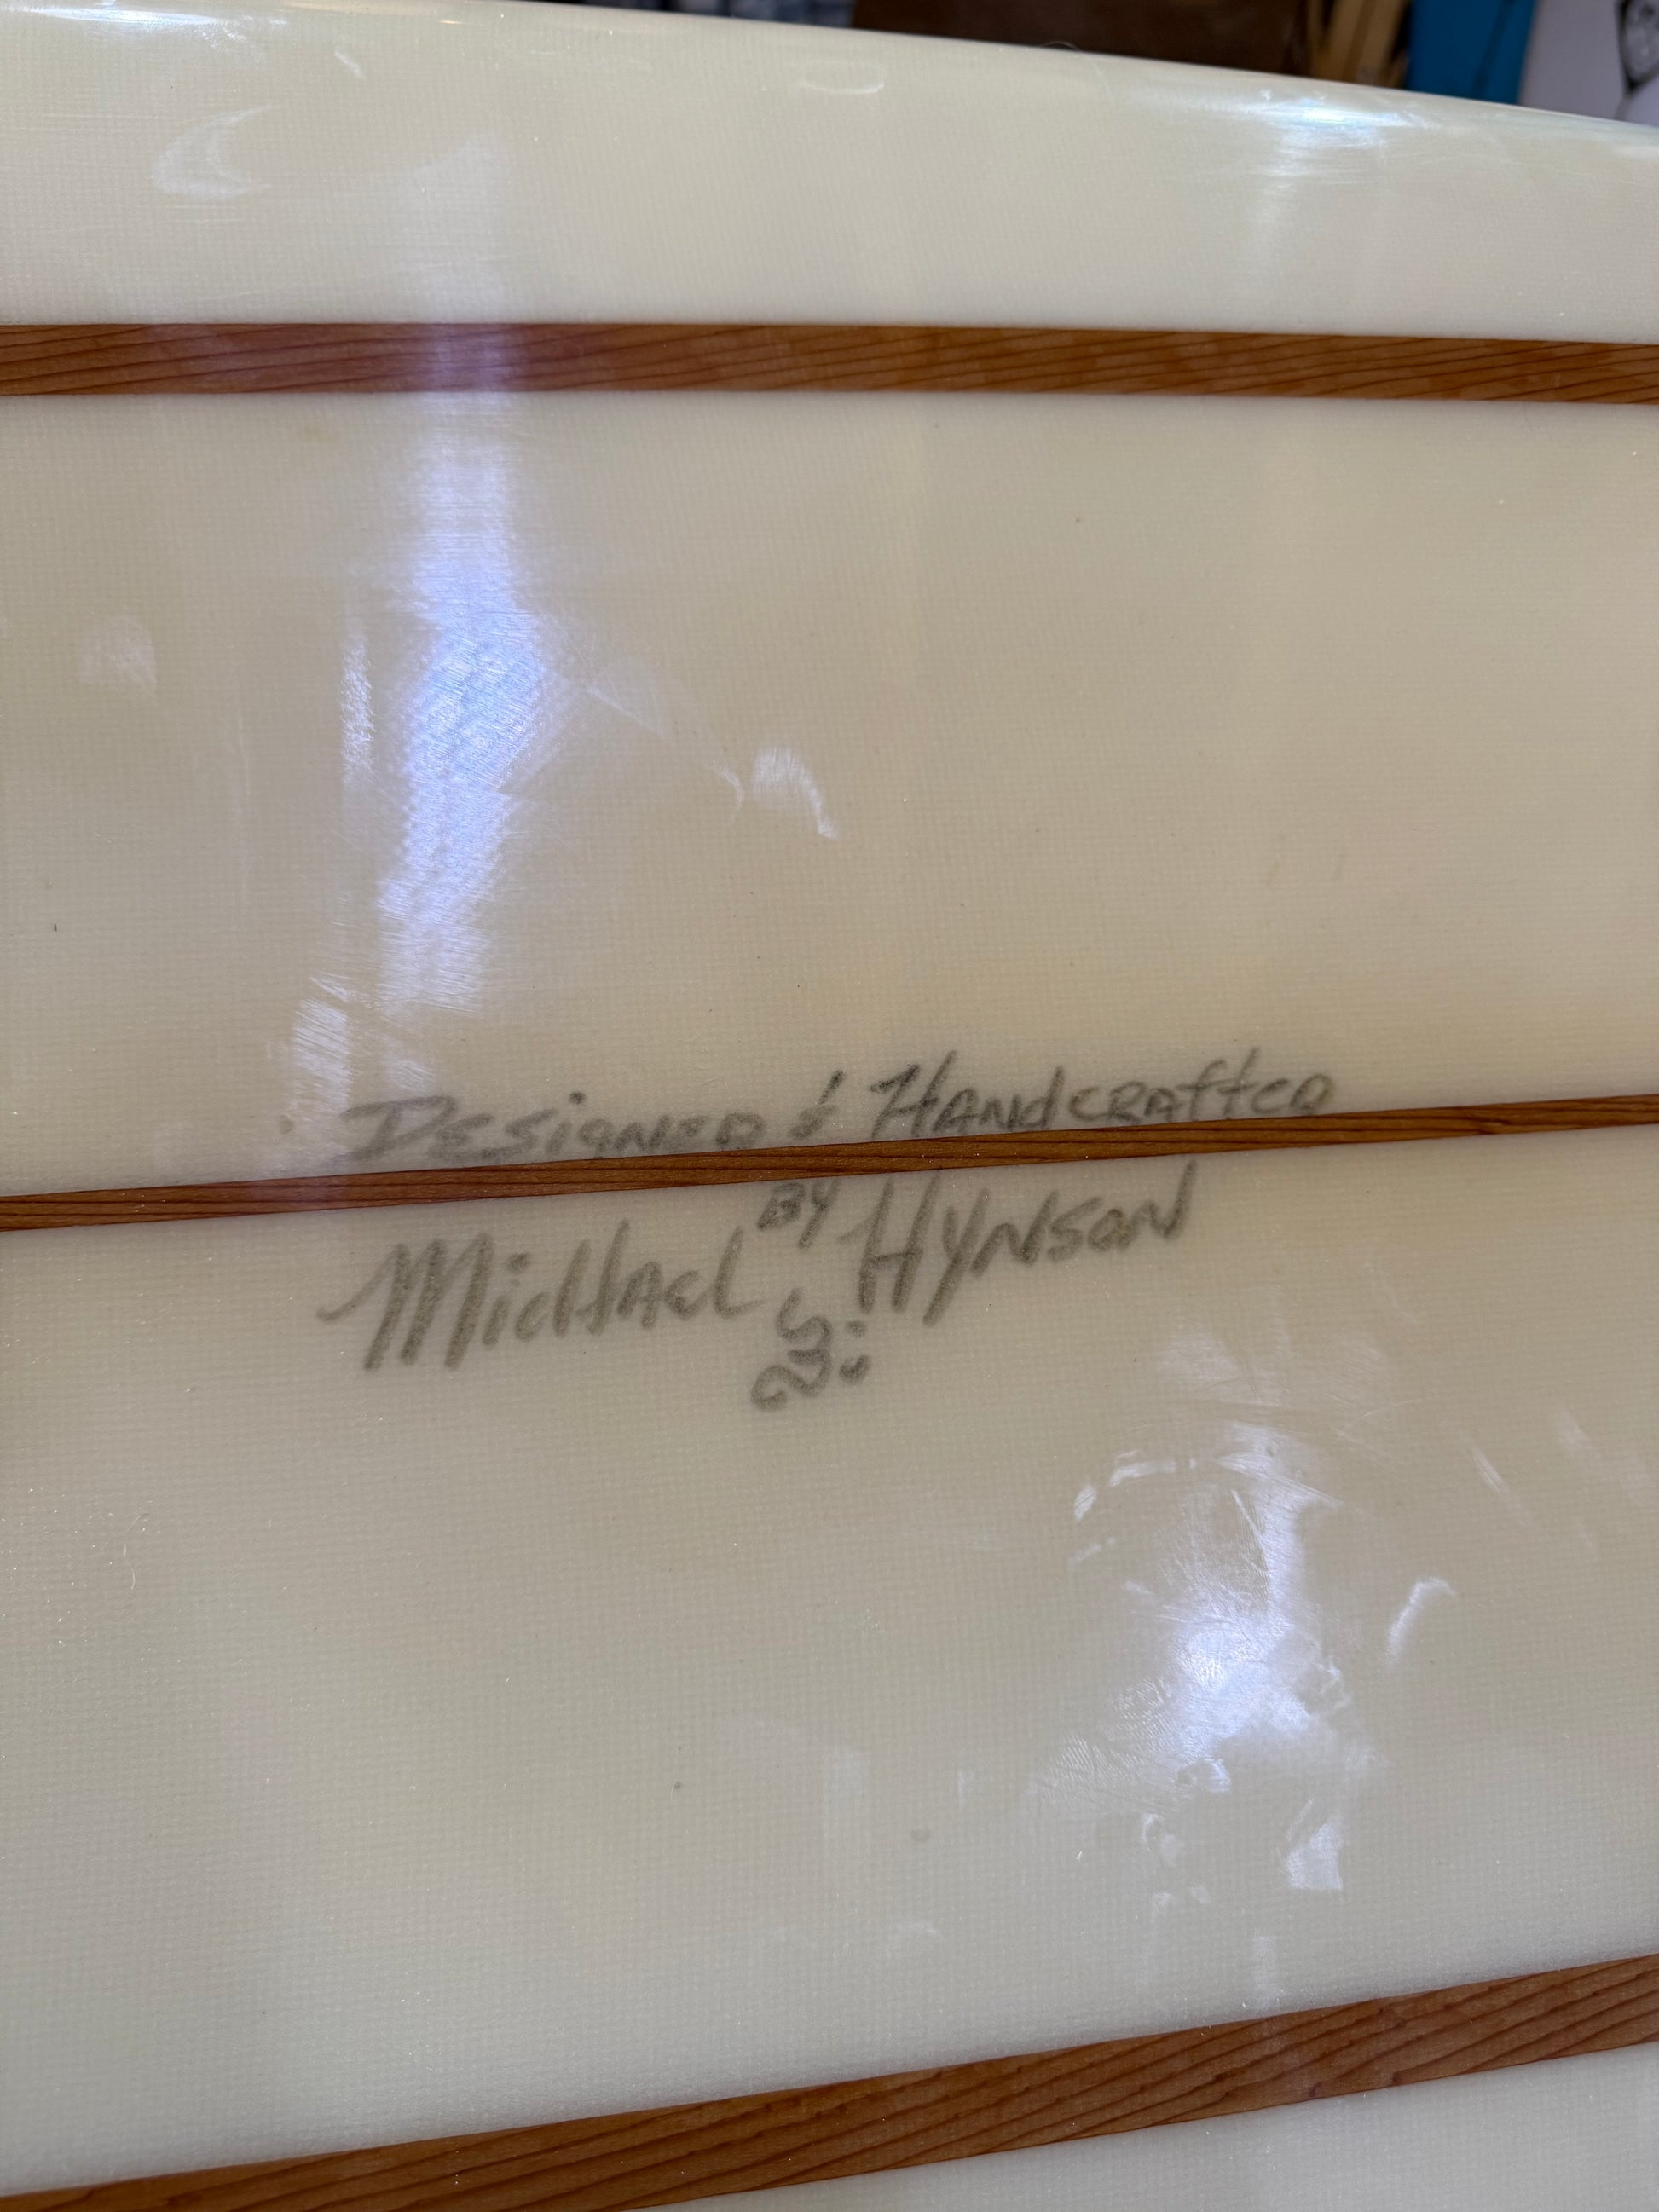 Designed & Handcrafted
By
Michael Hynson